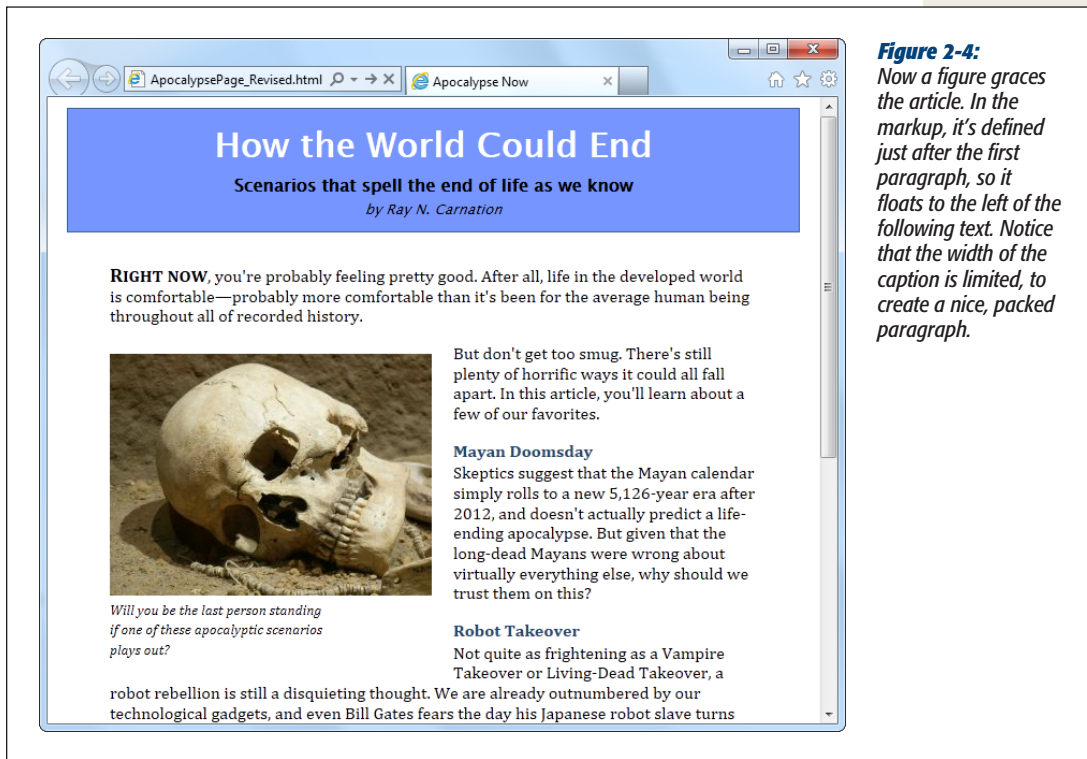 ApocalypsePage_Revised.html
Apocalypse Now
How the World Could End
Scenarios that spell the end of life as we know
by Ray N. Carnation
RIGHT NOW, you're probably feeling pretty good. After all, life in the developed world
is comfortable—probably more comfortable than it's been for the average human being
throughout all of recorded history.
But don't get too smug. There's still
plenty of horrific ways it could all fall
apart. In this article, you'll learn about a
few of our favorites.
Mayan Doomsday
Skeptics suggest that the Mayan calendar
simply rolls to a new 5,126-year era after
2012, and doesn't actually predict a life-
ending apocalypse. But given that the
long-dead Mayans were wrong about
virtually everything else, why should we
trust them on this?
Will you be the last person standing
if one of these apocalyptic scenarios
plays out?
Robot Takeover
Not quite as frightening as a Vampire
Takeover or Living-Dead Takeover, a
robot rebellion is still a disquieting thought. We are already outnumbered by our
technological gadgets, and even Bill Gates fears the day his Japanese robot slave turns
Figure 2-4:
Now a figure graces
the article. In the
markup, it's defined
just after the first
paragraph, so it
floats to the left of the
following text. Notice
that the width of the
caption is limited, to
create a nice, packed
paragraph.